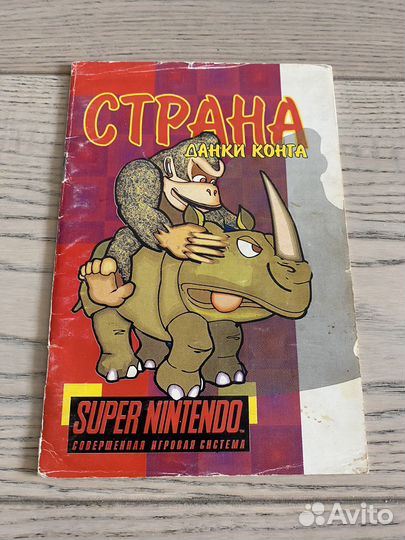 СТРАНА
ДАНКИ КОНГА
SUPER NINTENDO
СОВЕРШЕННАЯ ИГРОВАЯ СИСТЕМА
Avito